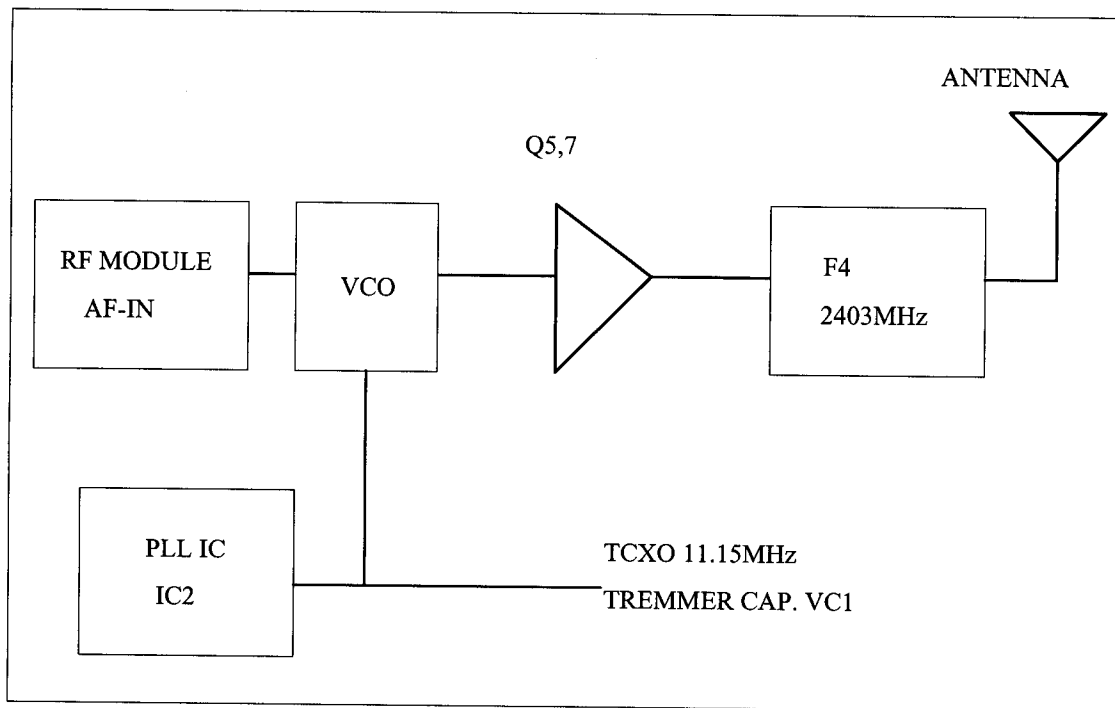 ANTENNA
Q5,7
RF MODULE
AF-IN
VCO
F4
2403MHz
PLL IC
IC2
TCXO 11.15MHz
TREMMER CAP. VC1